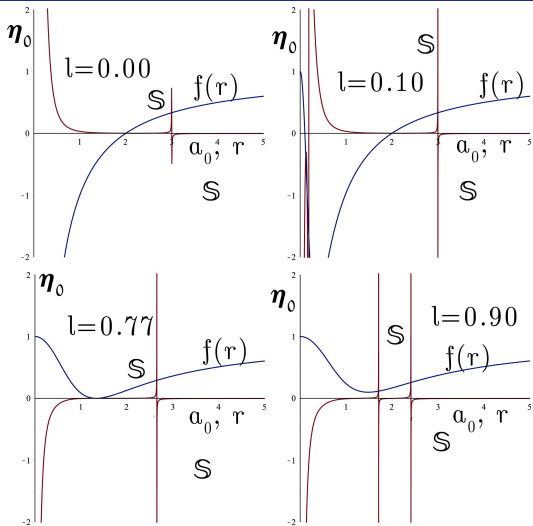 2
η₀
l=0.00
𝕊
f(r)
1
0
1 2 3 4 5
a₀, r
-1
𝕊
-2
2
η₀
𝕊
l=0.10
f(r)
1
0
1 2 3 4 5
a₀, r
-1
𝕊
-2
2
η₀
l=0.77
𝕊
f(r)
1
0
1 2 3 4 5
a₀, r
-1
𝕊
-2
2
η₀
l=0.90
𝕊
f(r)
1
0
1 2 3 4 5
a₀, r
-1
𝕊
-2